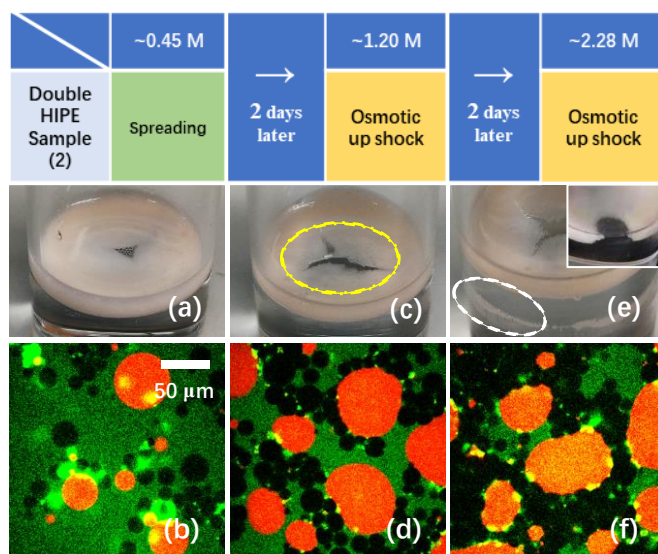 ~0.45 M
~1.20 M
~2.28 M
Double
HIPE
Sample
(2)
Spreading
→
2 days
later
Osmotic
up shock
→
2 days
later
Osmotic
up shock
(a)
(c)
(e)
50 µm
(b)
(d)
(f)